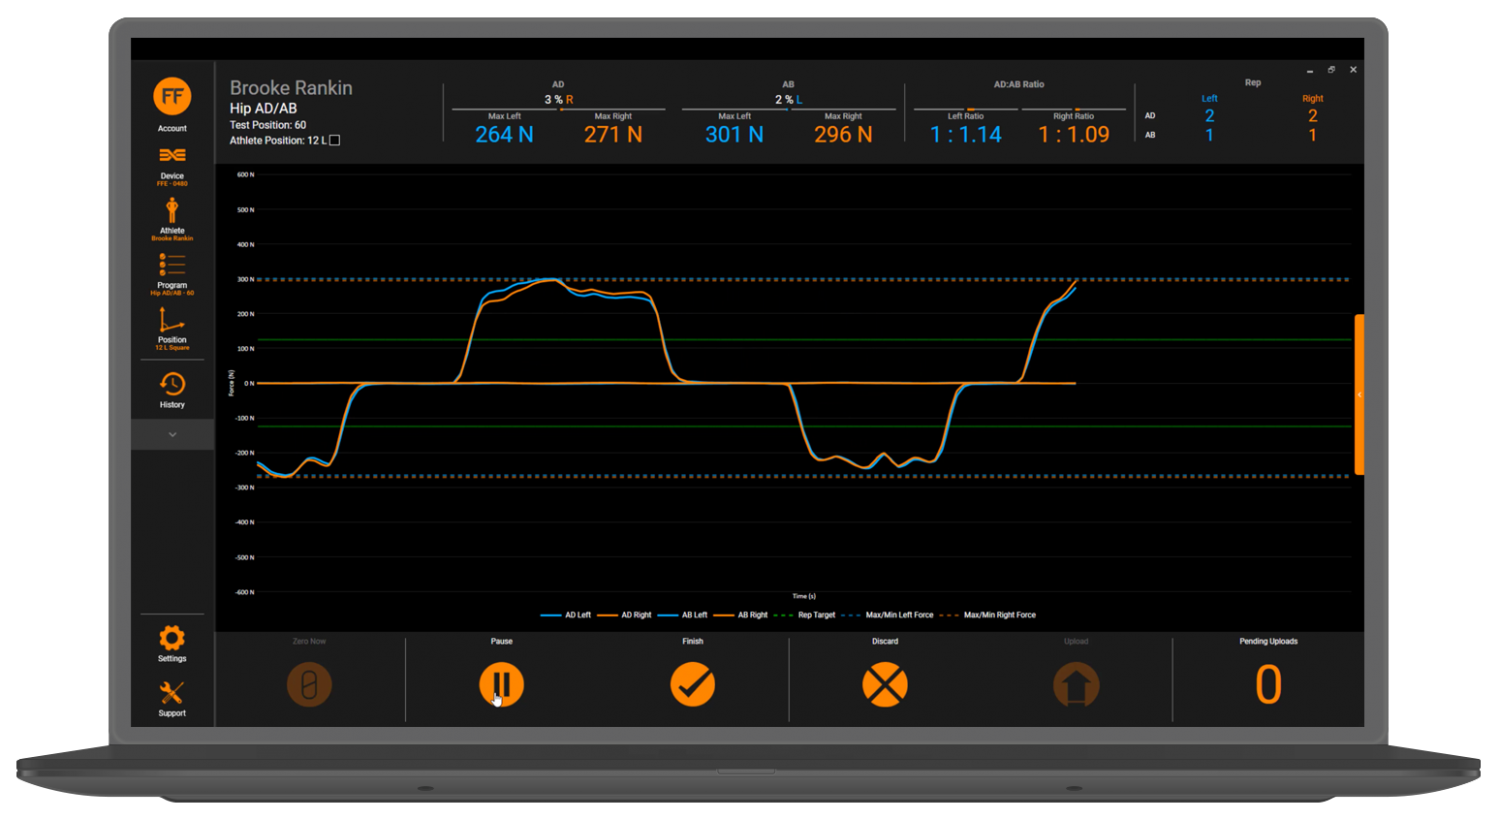 FF
Account
Device
FFE - 0480
Athlete
Brooke Rankin
Program
Hip AD/AB - 60
Position
12 L Square
History
Settings
Support
Brooke Rankin
Hip AD/AB
Test Position: 60
Athlete Position: 12 L
AD
3 % R
Max Left
Max Right
264 N
271 N
AB
2 % L
Max Left
Max Right
301 N
296 N
AD:AB Ratio
Left Ratio
Right Ratio
1 : 1.14
1 : 1.09
Rep
Left
Right
AD
2
2
AB
1
1
600 N
500 N
400 N
300 N
200 N
100 N
0 N
-100 N
-200 N
-300 N
-400 N
-500 N
-600 N
Force (N)
Time (s)
AD Left
AD Right
AB Left
AB Right
Rep Target
Max/Min Left Force
Max/Min Right Force
Zero Now
0
Pause
Finish
Discard
Upload
Pending Uploads
0